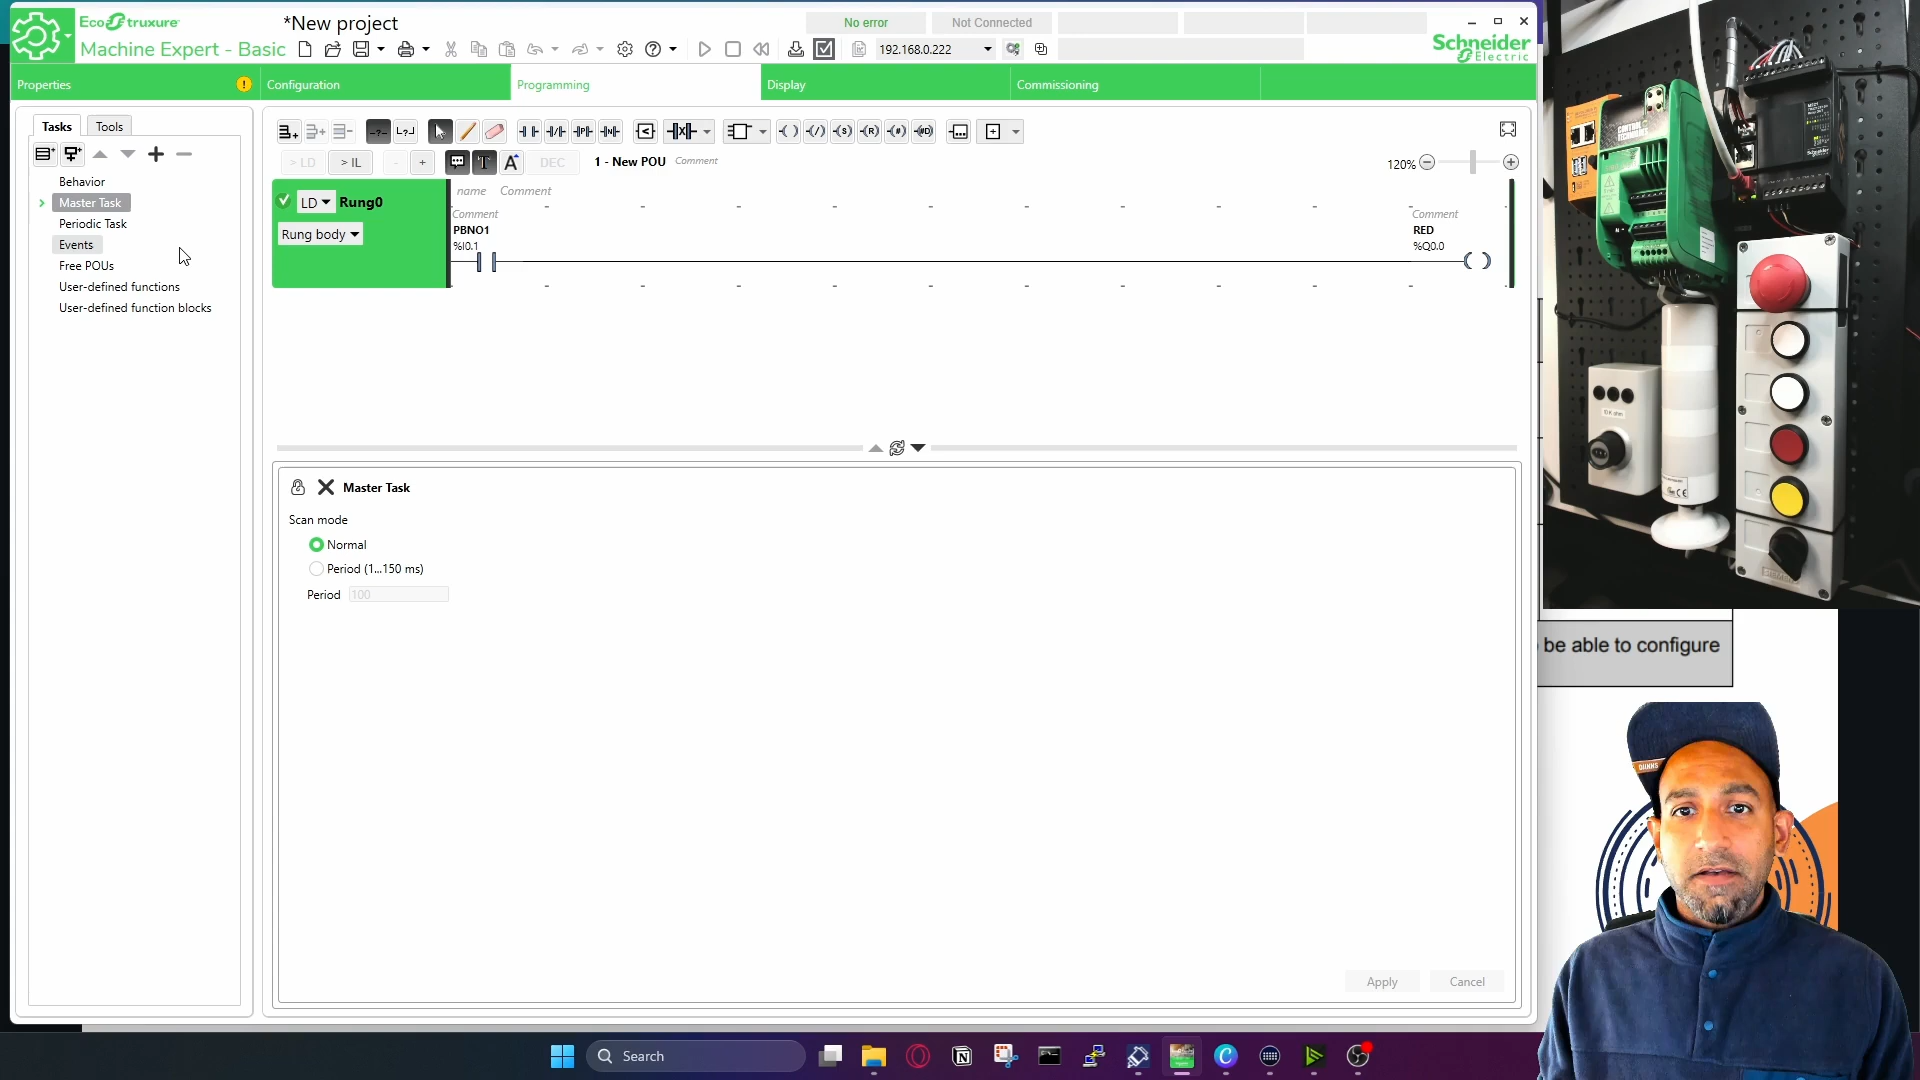 EcoStruxure
Machine Expert - Basic
*New project
No error
Not Connected
192.168.0.222
Schneider
Electric
Properties
Configuration
Programming
Display
Commissioning
Tasks
Tools
Behavior
Master Task
Periodic Task
Events
Free POUs
User-defined functions
User-defined function blocks
> LD
> IL
-
+
T
A
DEC
1 - New POU
Comment
120%
LD
Rung0
Rung body
name
Comment
Comment
PBNO1
%I0.1
Comment
RED
%Q0.0
Master Task
Scan mode
Normal
Period (1...150 ms)
Period
100
Apply
Cancel
be able to configure
Search